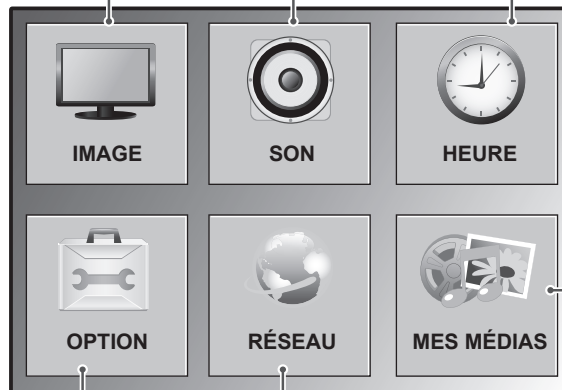 IMAGE
SON
HEURE
OPTION
RÉSEAU
MES MÉDIAS